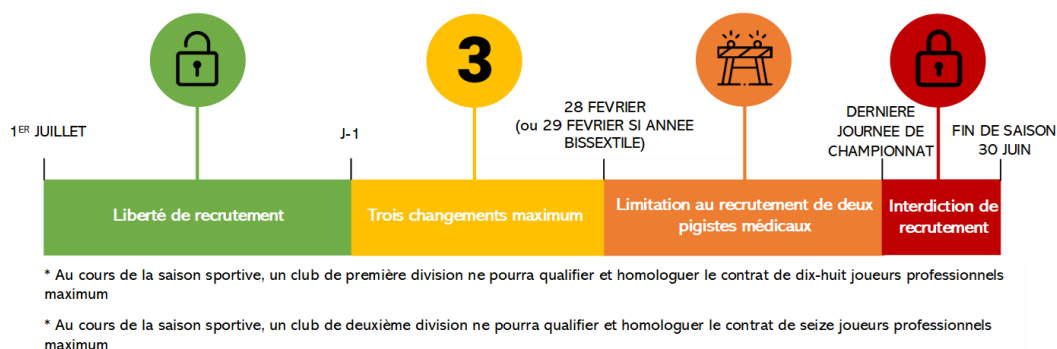 3
28 FEVRIER
(ou 29 FEVRIER SI ANNEE
BISSEXTILE)
DERNIERE
JOURNEE DE
CHAMPIONNAT
1ER JUILLET
J-1
FIN DE SAISON
30 JUIN
Liberté de recrutement
Trois changements maximum
Limitation au recrutement de deux
pigistes médicaux
Interdiction de
recrutement
* Au cours de la saison sportive, un club de première division ne pourra qualifier et homologuer le contrat de dix-huit joueurs professionnels
maximum
* Au cours de la saison sportive, un club de deuxième division ne pourra qualifier et homologuer le contrat de seize joueurs professionnels
maximum